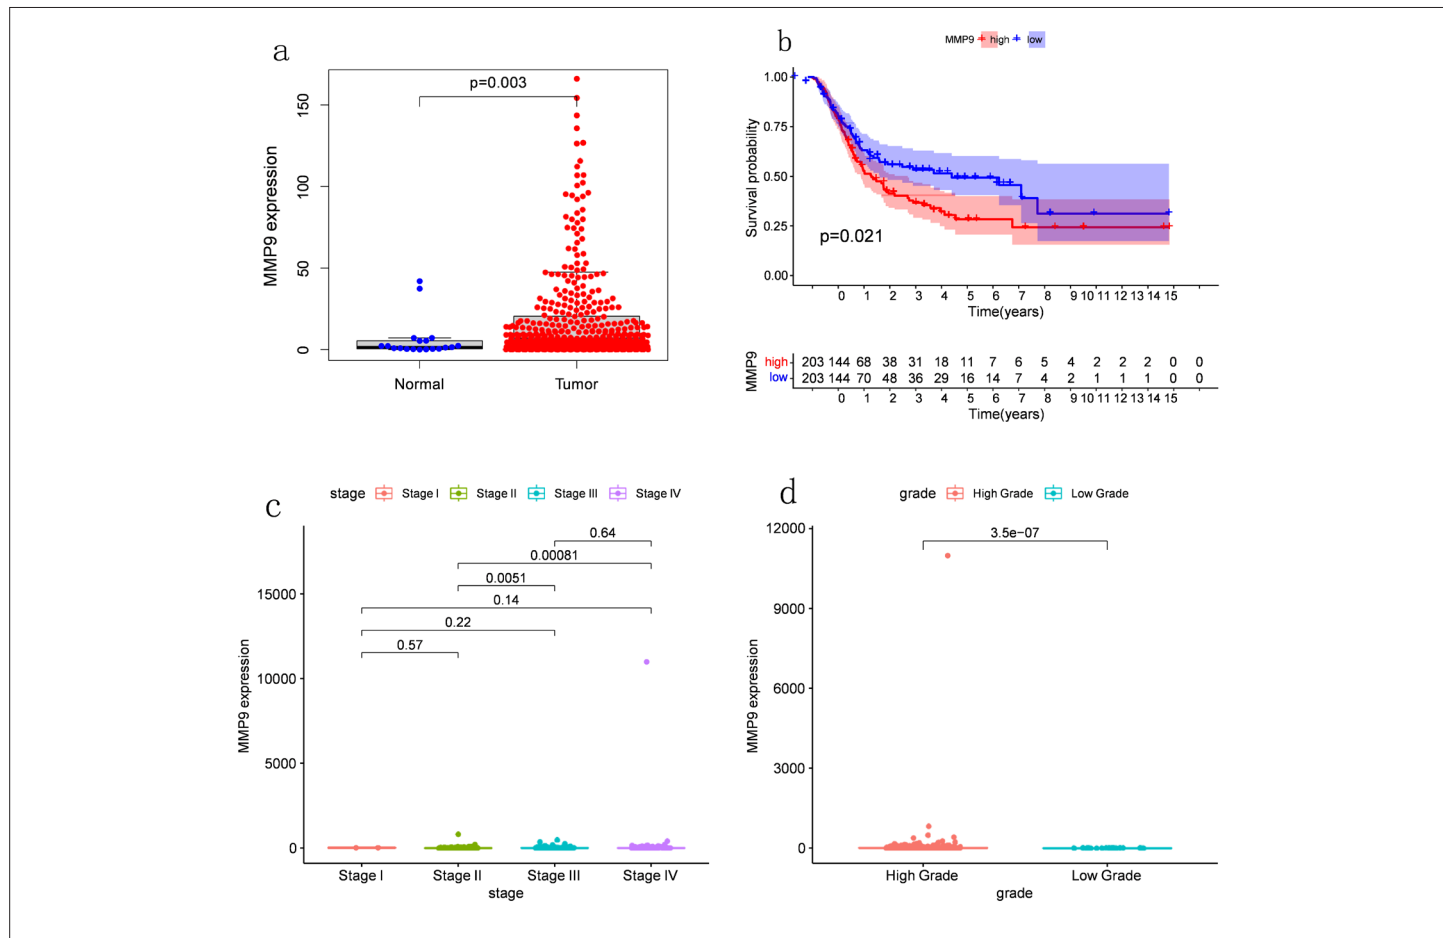 a
p=0.003
MMP9 expression
150
100
50
0
Normal Tumor
b
MMP9 high low
Survival probability
1.00
0.75
0.50
0.25
0.00
p=0.021
0 1 2 3 4 5 6 7 8 9 10 11 12 13 14 15
Time(years)
MMP9
high 203 144 68 38 31 18 11 7 6 5 4 2 2 2 0 0
low 203 144 70 48 36 29 16 14 7 4 2 1 1 1 0 0
0 1 2 3 4 5 6 7 8 9 10 11 12 13 14 15
Time(years)
c
stage Stage I Stage II Stage III Stage IV
0.64
0.00081
0.0051
0.14
0.22
0.57
MMP9 expression
15000
10000
5000
0
Stage I Stage II Stage III Stage IV
stage
d
grade High Grade Low Grade
3.5e−07
MMP9 expression
12000
9000
6000
3000
0
High Grade Low Grade
grade